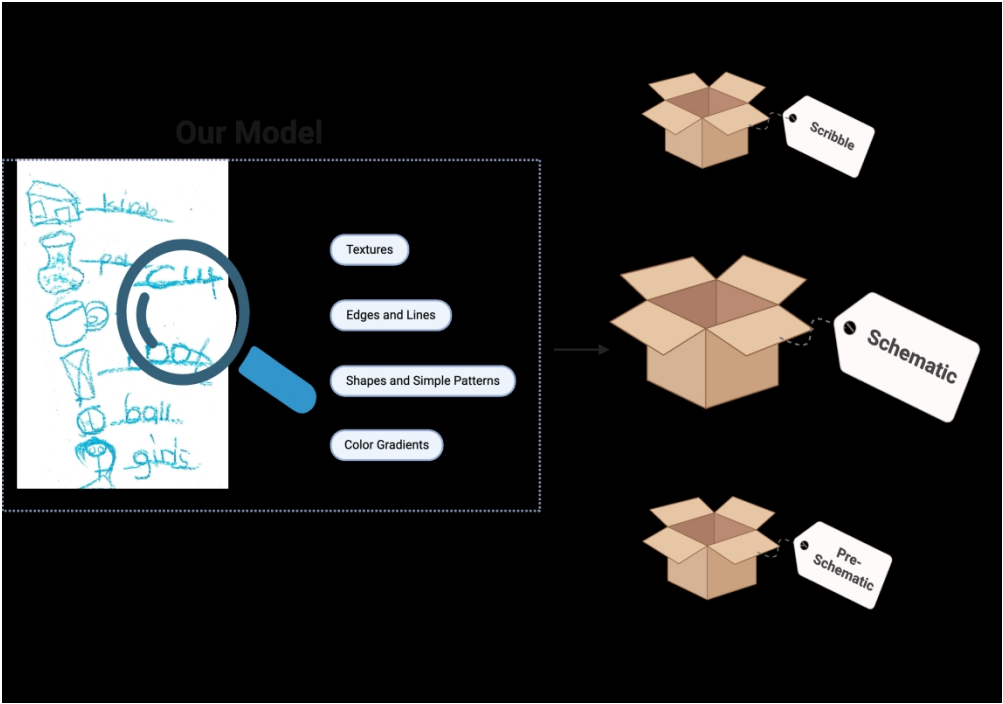 Our Model
Textures
Edges and Lines
Shapes and Simple Patterns
Color Gradients
cup
box
ball
girls
Scribble
Schematic
Pre-
Schematic